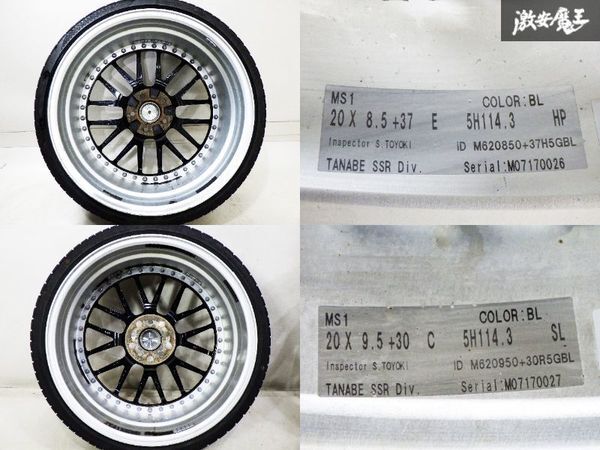 激安魔王
MS1 COLOR:BL
20 X 8.5 +37 E 5H114.3 HP
Inspector S.TOYOKI ID M620850+37H5GBL
TANABE SSR Div. Serial:M07170026
MS1 COLOR:BL
20 X 9.5 +30 C 5H114.3 SL
Inspector S.TOYOKI ID M620950+30R5GBL
TANABE SSR Div. Serial:M07170027